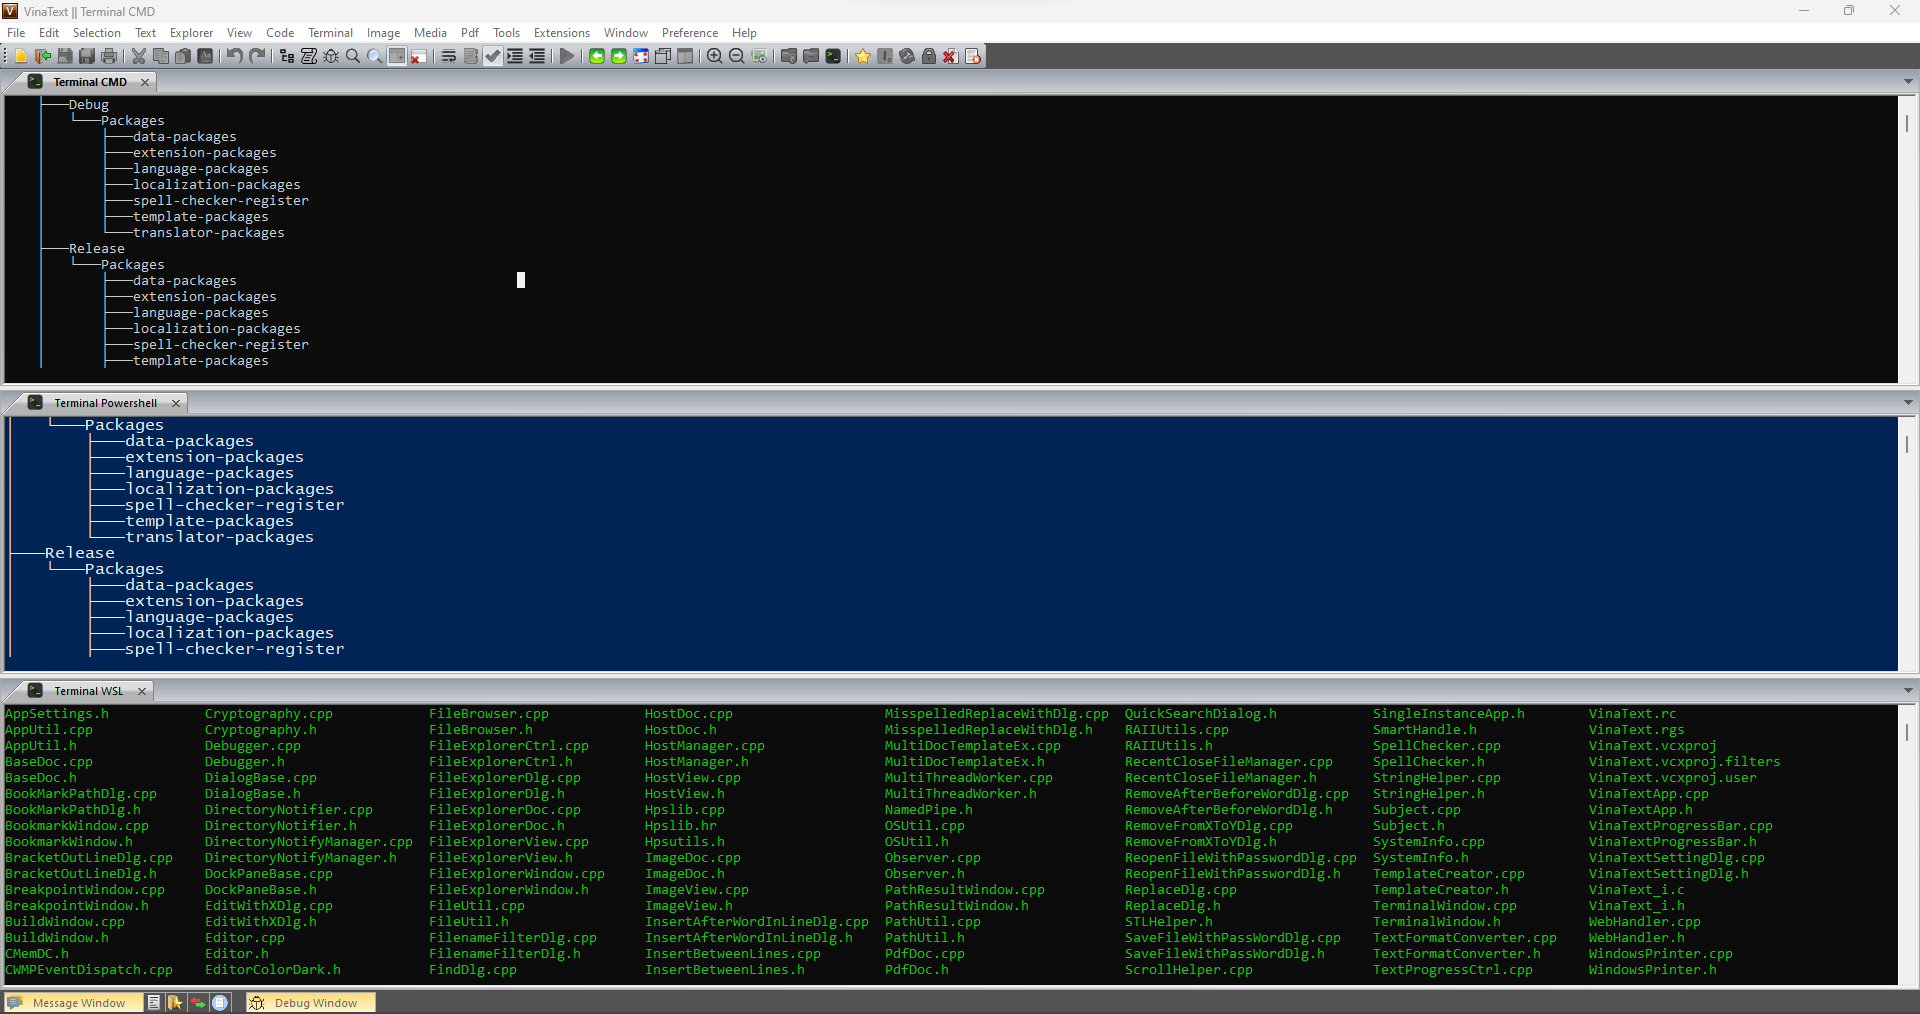 VinaText || Terminal CMD
File Edit Selection Text Explorer View Code Terminal Image Media Pdf Tools Extensions Window Preference Help
Terminal CMD
Debug
Packages
data-packages
extension-packages
language-packages
localization-packages
spell-checker-register
template-packages
translator-packages
Release
Packages
data-packages
extension-packages
language-packages
localization-packages
spell-checker-register
template-packages
Terminal Powershell
Packages
data-packages
extension-packages
language-packages
localization-packages
spell-checker-register
template-packages
translator-packages
Release
Packages
data-packages
extension-packages
language-packages
localization-packages
spell-checker-register
Terminal WSL
AppSettings.h Cryptography.cpp FileBrowser.cpp HostDoc.cpp MisspelledReplaceWithDlg.cpp QuickSearchDialog.h SingleInstanceApp.h VinaText.rc
AppUtil.cpp Cryptography.h FileBrowser.h HostDoc.h MisspelledReplaceWithDlg.h RAIIUtils.cpp SmartHandle.h VinaText.rgs
AppUtil.h Debugger.cpp FileExplorerCtrl.cpp HostManager.cpp MultiDocTemplateEx.cpp RAIIUtils.h SpellChecker.cpp VinaText.vcxproj
BaseDoc.cpp Debugger.h FileExplorerCtrl.h HostManager.h MultiDocTemplateEx.h RecentCloseFileManager.cpp SpellChecker.h VinaText.vcxproj.filters
BaseDoc.h DialogBase.cpp FileExplorerDlg.cpp HostView.cpp MultiThreadWorker.cpp RecentCloseFileManager.h StringHelper.cpp VinaText.vcxproj.user
BookMarkPathDlg.cpp DialogBase.h FileExplorerDlg.h HostView.h MultiThreadWorker.h RemoveAfterBeforeWordDlg.cpp StringHelper.h VinaTextApp.cpp
BookMarkPathDlg.h DirectoryNotifier.cpp FileExplorerDoc.cpp Hpslib.cpp NamedPipe.h RemoveAfterBeforeWordDlg.h Subject.cpp VinaTextApp.h
BookmarkWindow.cpp DirectoryNotifier.h FileExplorerDoc.h Hpslib.hr OSUtil.cpp RemoveFromXToYDlg.cpp Subject.h VinaTextProgressBar.cpp
BookmarkWindow.h DirectoryNotifyManager.cpp FileExplorerView.cpp Hpsutils.h OSUtil.h RemoveFromXToYDlg.h SystemInfo.cpp VinaTextProgressBar.h
BracketOutLineDlg.cpp DirectoryNotifyManager.h FileExplorerView.h ImageDoc.cpp Observer.cpp ReopenFileWithPasswordDlg.cpp SystemInfo.h VinaTextSettingDlg.cpp
BracketOutLineDlg.h DockPaneBase.cpp FileExplorerWindow.cpp ImageDoc.h Observer.h ReopenFileWithPasswordDlg.h TemplateCreator.cpp VinaTextSettingDlg.h
BreakpointWindow.cpp DockPaneBase.h FileExplorerWindow.h ImageView.cpp PathResultWindow.cpp ReplaceDlg.cpp TemplateCreator.h VinaText_i.c
BreakpointWindow.h EditWithXDlg.cpp FileUtil.cpp ImageView.h PathResultWindow.h ReplaceDlg.h TerminalWindow.cpp VinaText_i.h
BuildWindow.cpp EditWithXDlg.h FileUtil.h InsertAfterWordInLineDlg.cpp PathUtil.cpp STLHelper.h TerminalWindow.h WebHandler.cpp
BuildWindow.h Editor.cpp FilenameFilterDlg.cpp InsertAfterWordInLineDlg.h PathUtil.h SaveFileWithPassWordDlg.cpp TextFormatConverter.cpp WebHandler.h
CMemDC.h Editor.h FilenameFilterDlg.h InsertBetweenLines.cpp PdfDoc.cpp SaveFileWithPassWordDlg.h TextFormatConverter.h WindowsPrinter.cpp
CWMPEventDispatch.cpp EditorColorDark.h FindDlg.cpp InsertBetweenLines.h PdfDoc.h ScrollHelper.cpp TextProgressCtrl.cpp WindowsPrinter.h
Message Window Debug Window